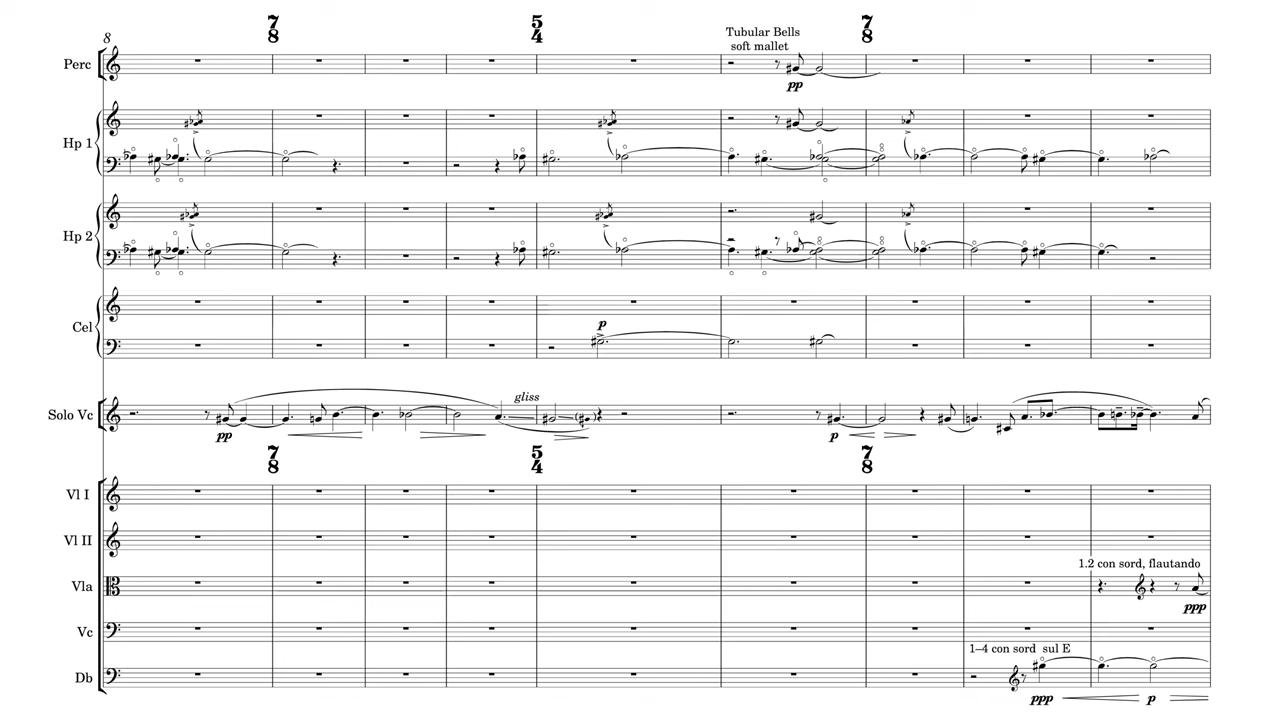 7 5 7
8 4 8
8
Tubular Bells
soft mallet
Perc
pp
Hp 1
Hp 2
p
Cel
gliss
Solo Vc
pp p
7 5 7
8 4 8
Vl I
Vl II
1.2 con sord, flautando
Vla
ppp
Vc
1–4 con sord sul E
Db
ppp p